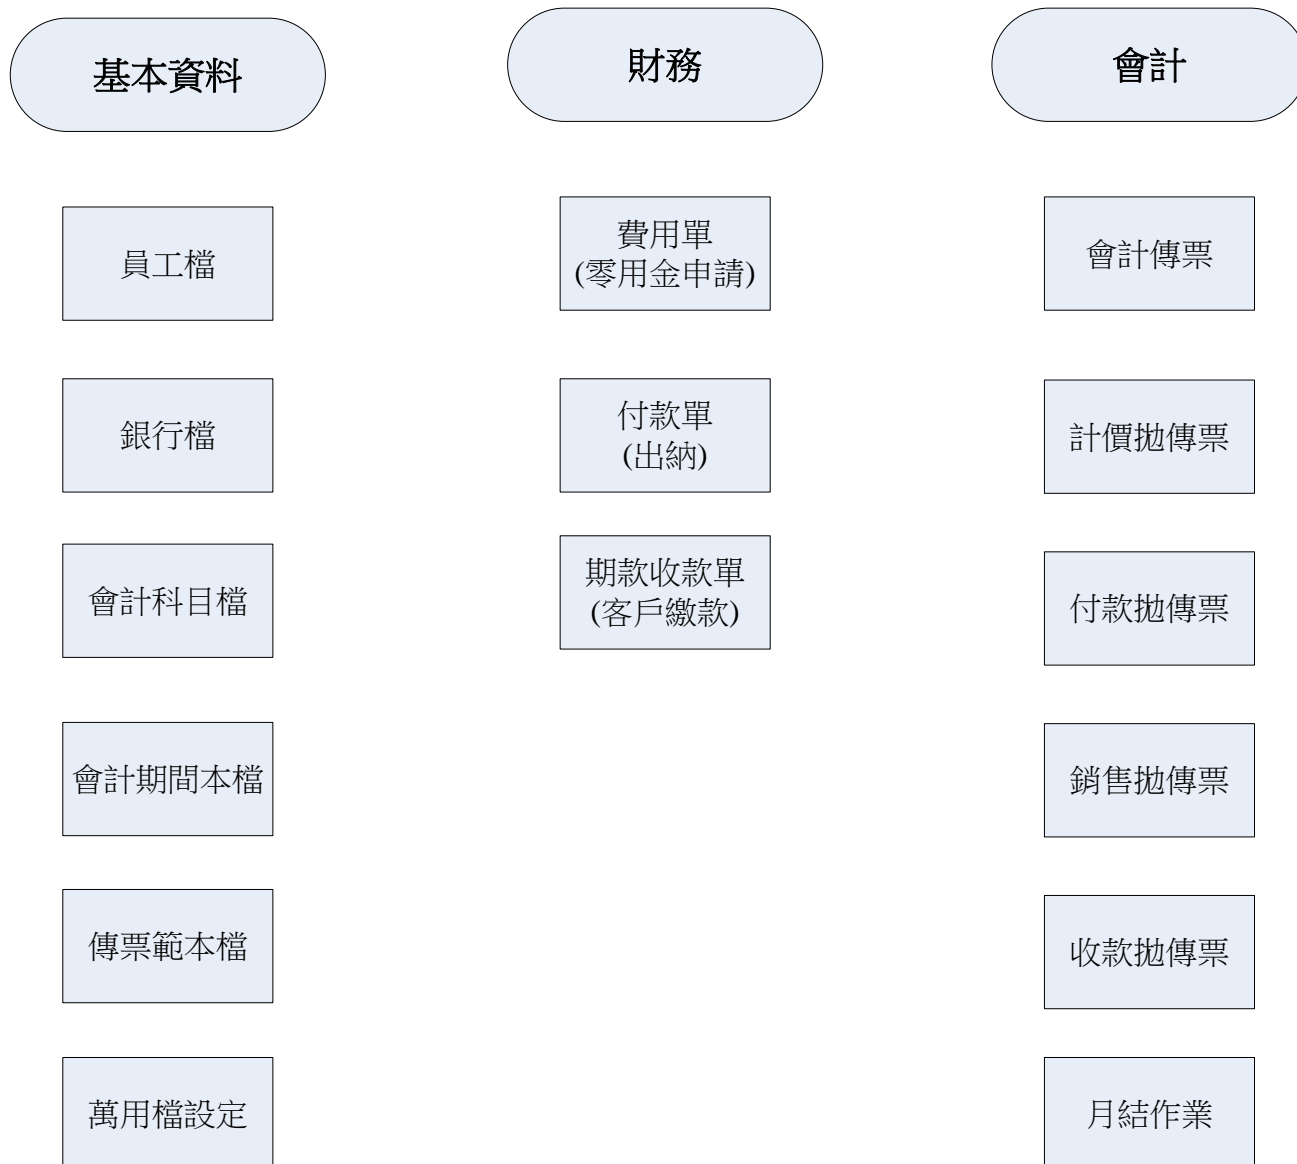 基本資料
財務
會計
員工檔
銀行檔
會計科目檔
會計期間本檔
傳票範本檔
萬用檔設定
費用單
(零用金申請)
付款單
(出納)
期款收款單
(客戶繳款)
會計傳票
計價拋傳票
付款拋傳票
銷售拋傳票
收款拋傳票
月結作業